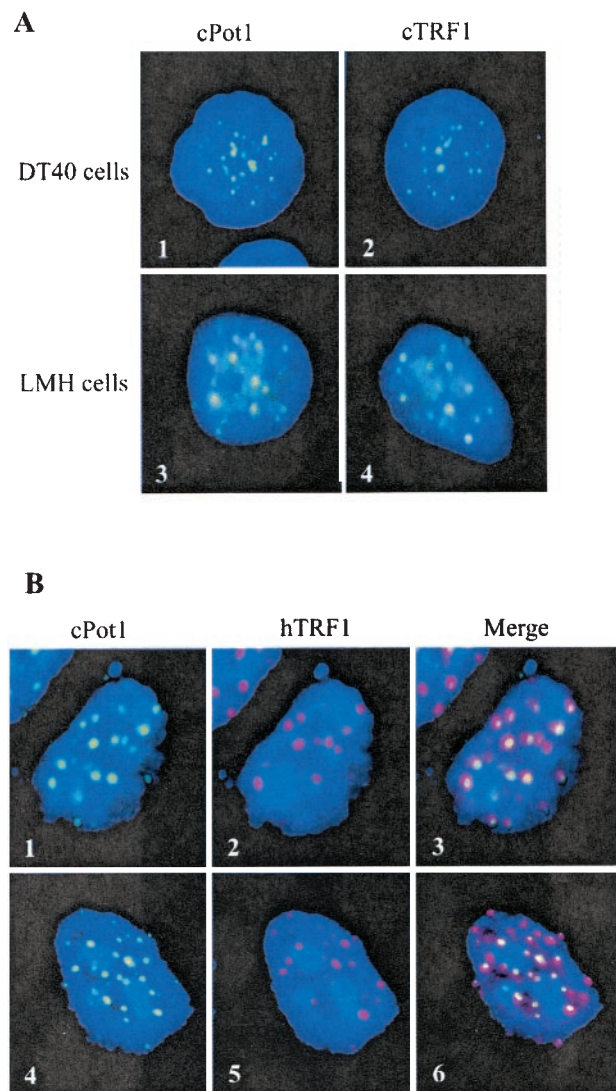 A
cPot1 cTRF1
DT40 cells
1 2
LMH cells
3 4
B
cPot1 hTRF1 Merge
1 2 3
4 5 6